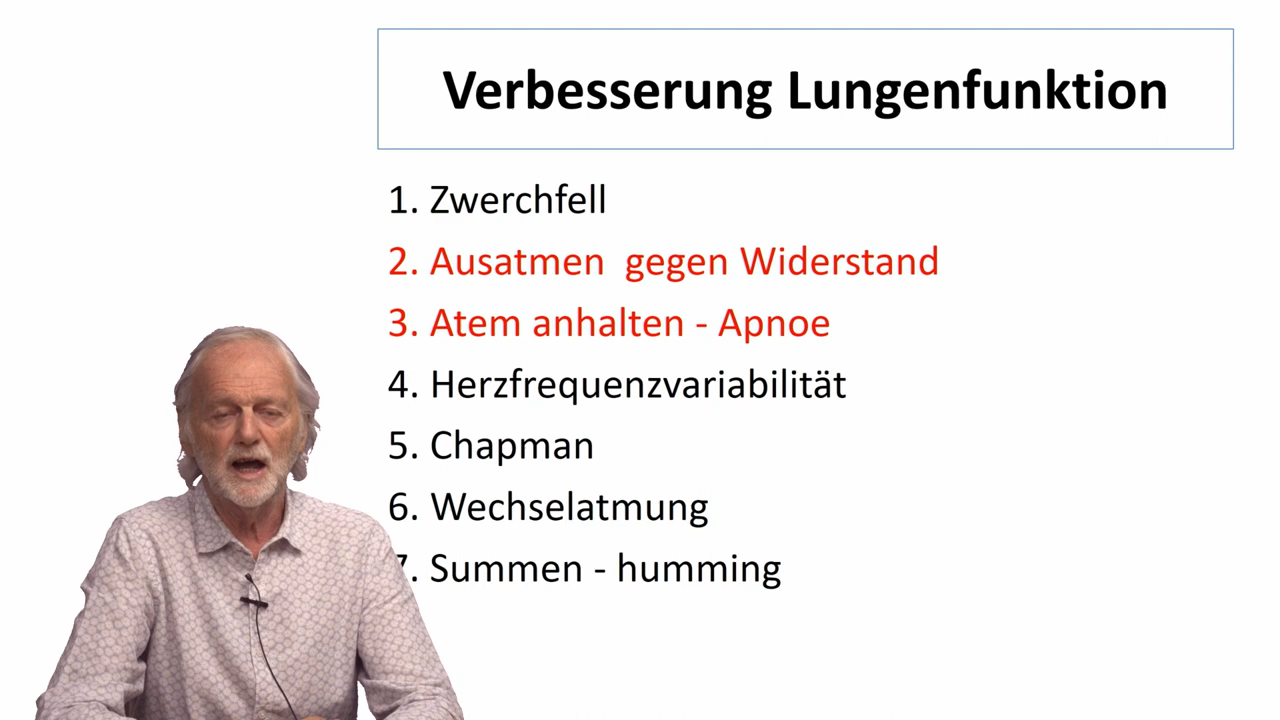 Verbesserung Lungenfunktion
1. Zwerchfell
2. Ausatmen gegen Widerstand
3. Atem anhalten - Apnoe
4. Herzfrequenzvariabilität
5. Chapman
6. Wechselatmung
7. Summen - humming